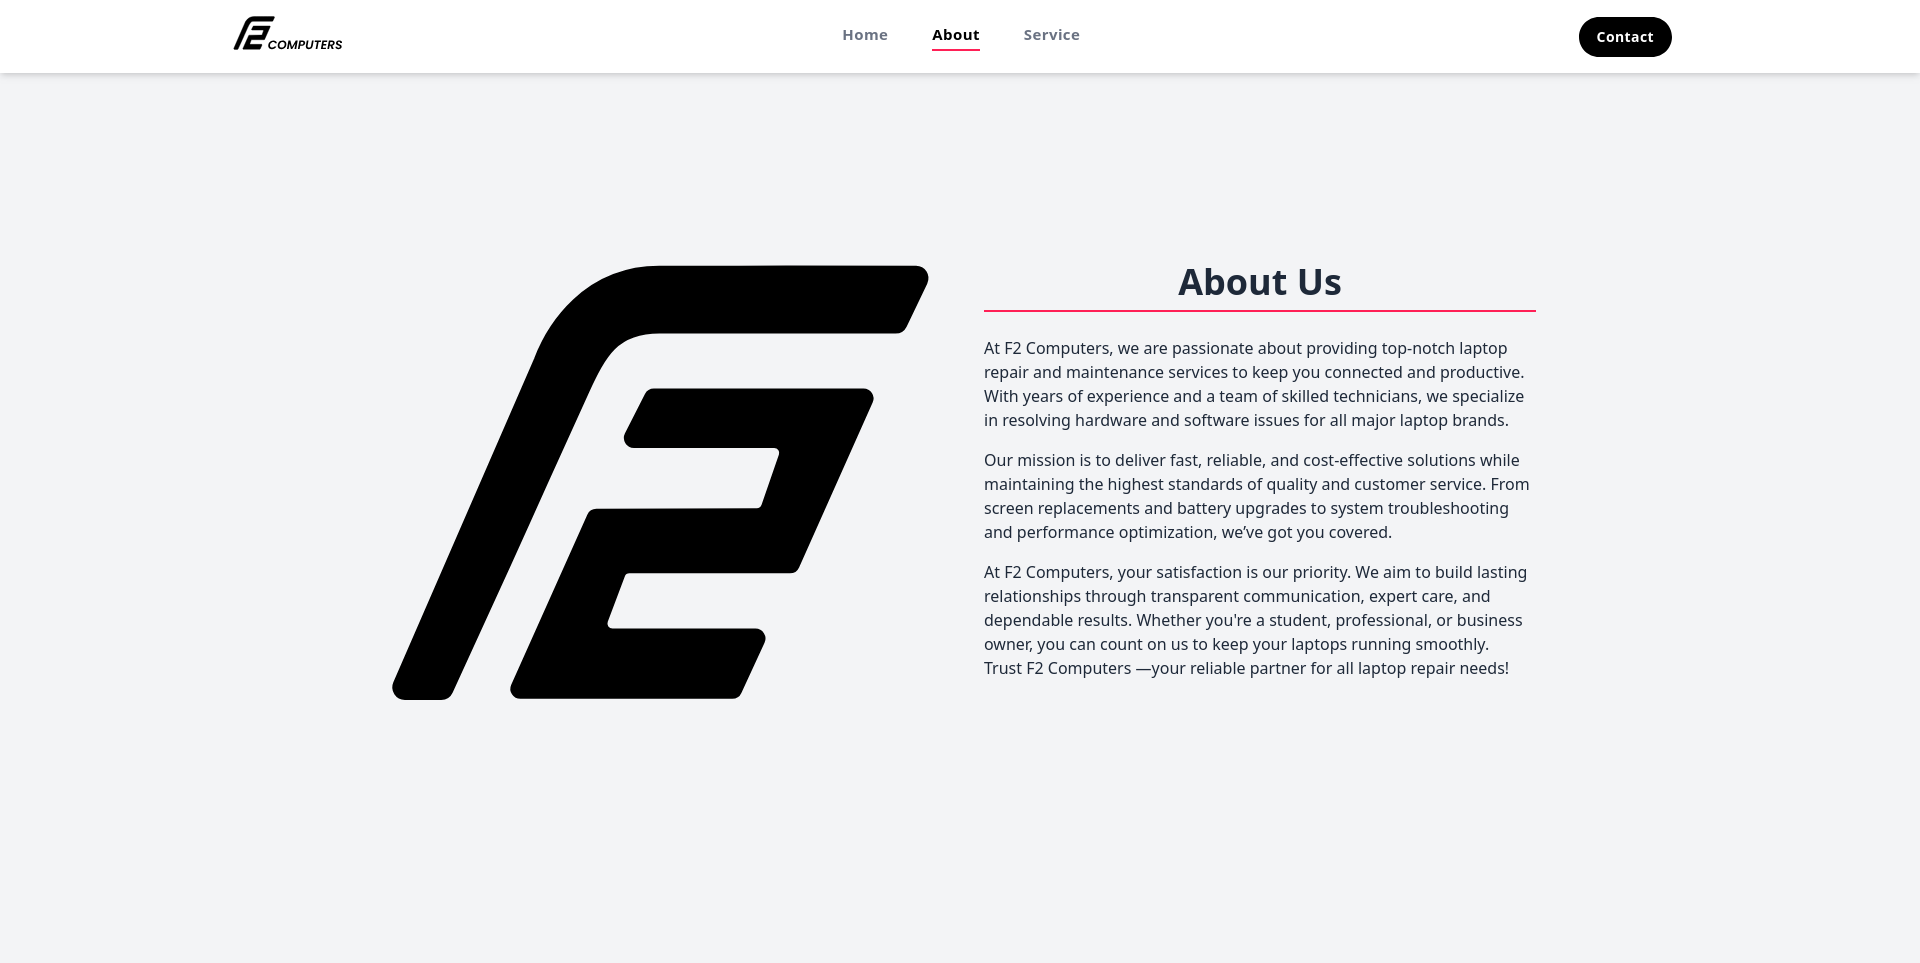 F2 COMPUTERS
Home
About
Service
Contact
F2
About Us
At F2 Computers, we are passionate about providing top-notch laptop
repair and maintenance services to keep you connected and productive.
With years of experience and a team of skilled technicians, we specialize
in resolving hardware and software issues for all major laptop brands.
Our mission is to deliver fast, reliable, and cost-effective solutions while
maintaining the highest standards of quality and customer service. From
screen replacements and battery upgrades to system troubleshooting
and performance optimization, we’ve got you covered.
At F2 Computers, your satisfaction is our priority. We aim to build lasting
relationships through transparent communication, expert care, and
dependable results. Whether you're a student, professional, or business
owner, you can count on us to keep your laptops running smoothly.
Trust F2 Computers —your reliable partner for all laptop repair needs!